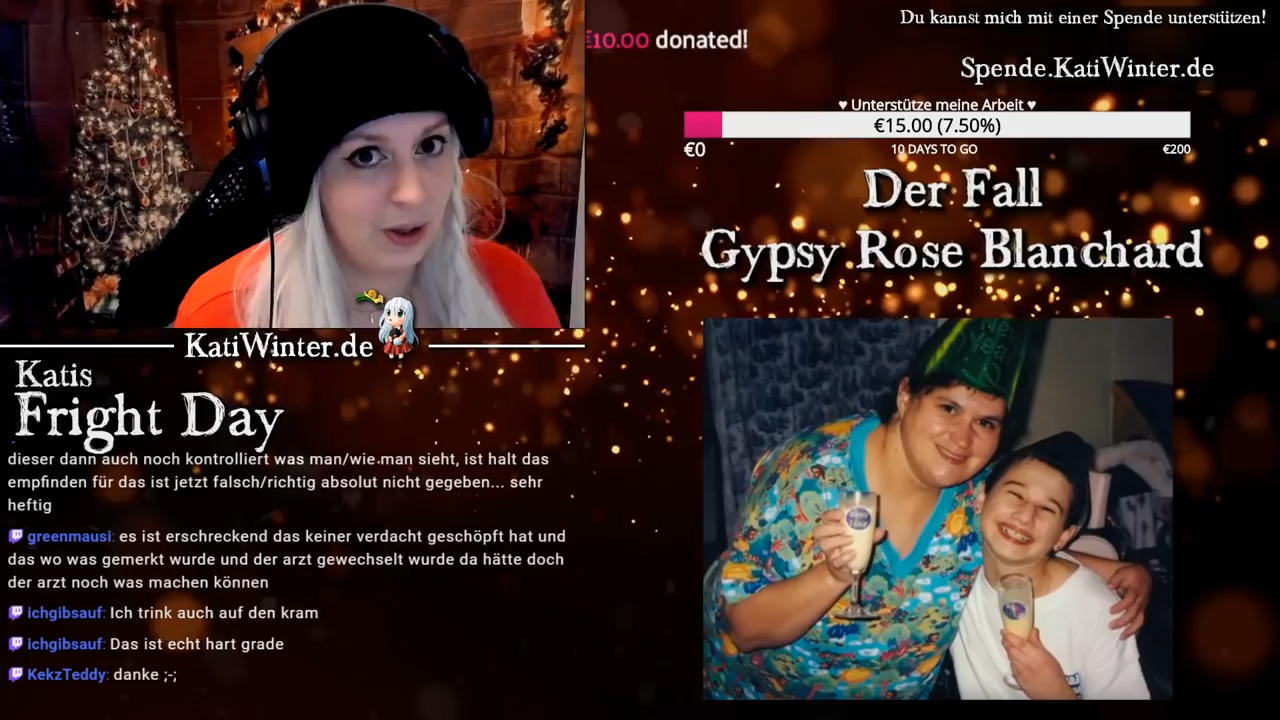 Du kannst mich mit einer Spende unterstützen!
€10.00 donated!
Spende.KatiWinter.de
♥ Unterstütze meine Arbeit ♥
€15.00 (7.50%)
€0
10 DAYS TO GO
€200
Der Fall
Gypsy Rose Blanchard
KatiWinter.de
Katis
Fright Day
dieser dann auch noch kontrolliert was man/wie.man sieht, ist halt das
empfinden für das ist jetzt falsch/richtig absolut nicht gegeben... sehr
heftig
greenmausi: es ist erschreckend das keiner verdacht geschöpft hat und
das wo was gemerkt wurde und der arzt gewechselt wurde da hätte doch
der arzt noch was machen können
ichgibsauf: Ich trink auch auf den kram
ichgibsauf: Das ist echt hart grade
KekzTeddy: danke ;-;